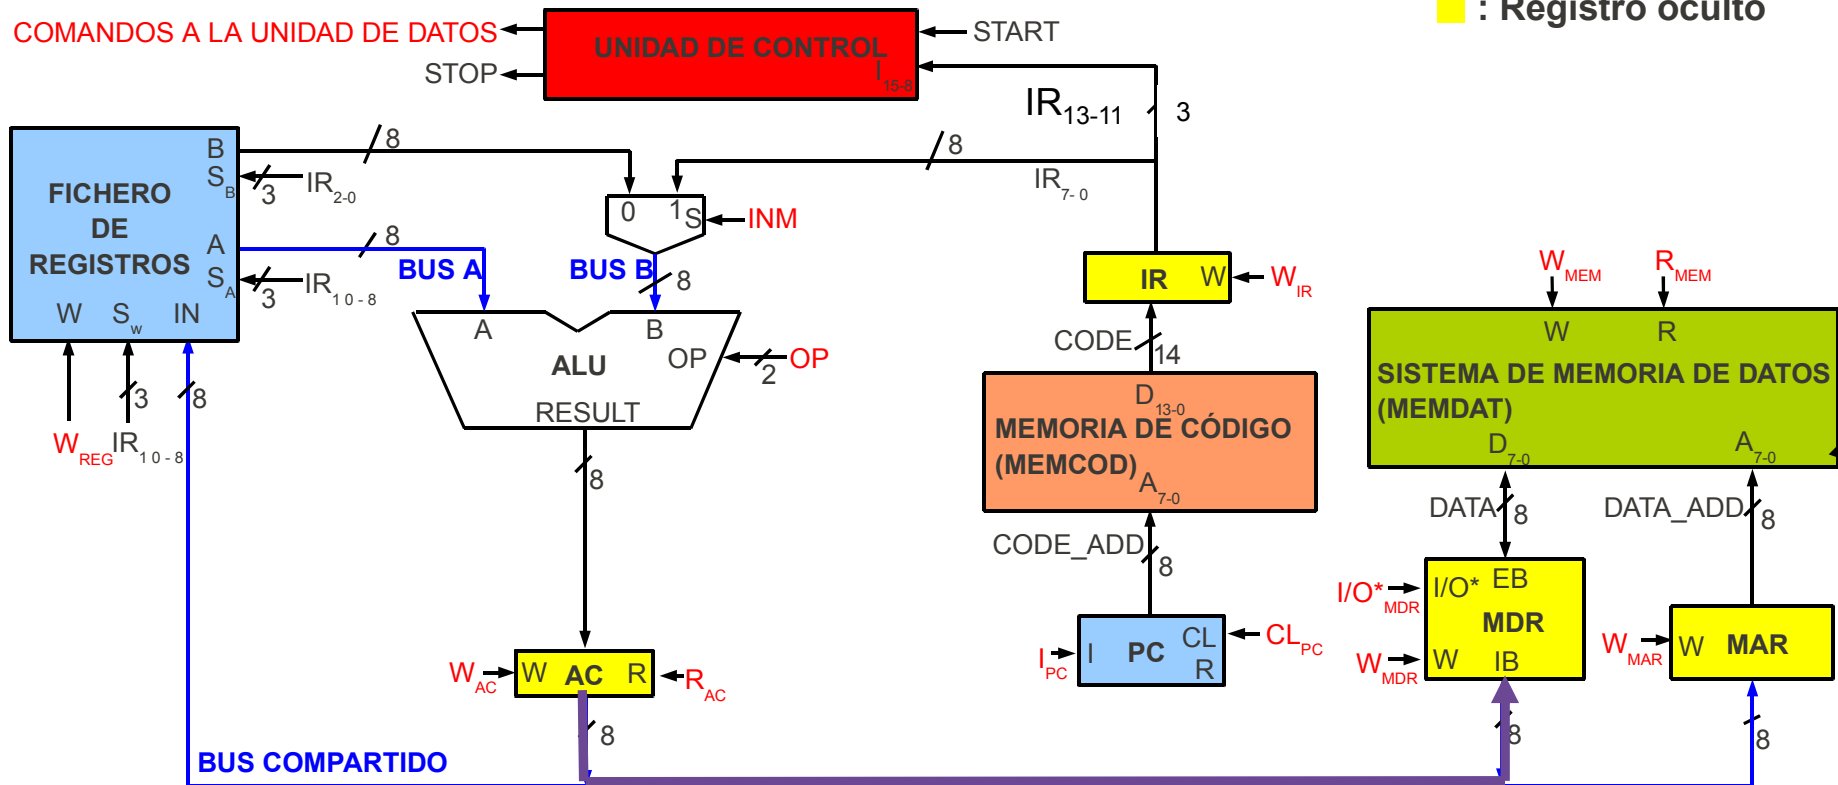 : Registro oculto
COMANDOS A LA UNIDAD DE DATOS
STOP
UNIDAD DE CONTROL
I15-8
START
IR13-11
3
FICHERO
DE
REGISTROS
B
SB
A
SA
W
Sw
IN
8
3
IR2-0
8
3
IR10-8
3
8
WREG
IR10-8
BUS A
BUS B
8
0
1
S
INM
8
IR7-0
A
B
OP
ALU
RESULT
2
OP
8
WAC
W
AC
R
RAC
8
BUS COMPARTIDO
IR
W
WIR
CODE
14
D13-0
MEMORIA DE CÓDIGO
(MEMCOD)
A7-0
CODE_ADD
8
IPC
I
PC
CL
R
CLPC
WMEM
RMEM
W
R
SISTEMA DE MEMORIA DE DATOS
(MEMDAT)
D7-0
A7-0
DATA
8
DATA_ADD
8
I/O*MDR
I/O*
EB
MDR
WMDR
W
IB
8
WMAR
W
MAR
8